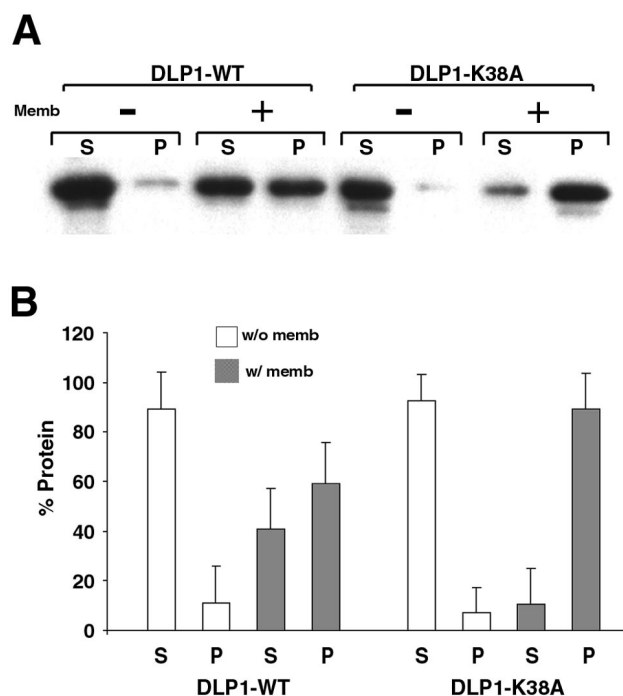 A
DLP1-WT DLP1-K38A
Memb - + - +
S P S P S P S P
B
120
100
80
60
40
20
0
% Protein
w/o memb
w/ memb
S P S P S P S P
DLP1-WT DLP1-K38A